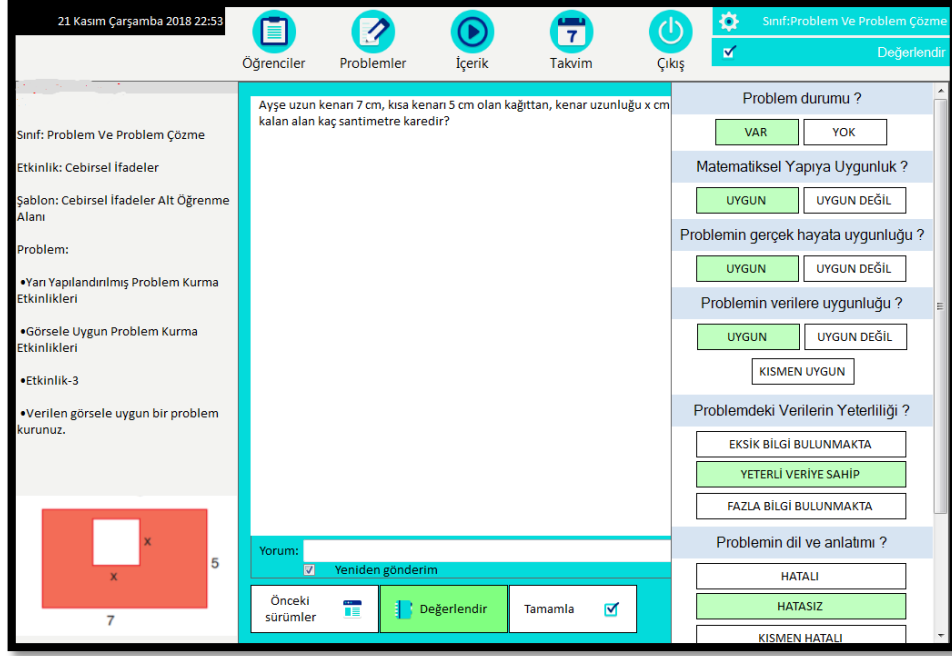 21 Kasım Çarşamba 2018 22:53
Öğrenciler
Problemler
İçerik
7
Takvim
Çıkış
Sınıf:Problem Ve Problem Çözme
Değerlendir
Sınıf: Problem Ve Problem Çözme
Etkinlik: Cebirsel İfadeler
Şablon: Cebirsel İfadeler Alt Öğrenme
Alanı
Problem:
•Yarı Yapılandırılmış Problem Kurma
Etkinlikleri
•Görsele Uygun Problem Kurma
Etkinlikleri
•Etkinlik-3
•Verilen görsele uygun bir problem
kurunuz.
x
x
5
7
Ayşe uzun kenarı 7 cm, kısa kenarı 5 cm olan kağıttan, kenar uzunluğu x cm
kalan alan kaç santimetre karedir?
Yorum:
Yeniden gönderim
Önceki
sürümler
Değerlendir
Tamamla
Problem durumu ?
VAR
YOK
Matematiksel Yapıya Uygunluk ?
UYGUN
UYGUN DEĞİL
Problemin gerçek hayata uygunluğu ?
UYGUN
UYGUN DEĞİL
Problemin verilere uygunluğu ?
UYGUN
UYGUN DEĞİL
KISMEN UYGUN
Problemdeki Verilerin Yeterliliği ?
EKSİK BİLGİ BULUNMAKTA
YETERLİ VERİYE SAHİP
FAZLA BİLGİ BULUNMAKTA
Problemin dil ve anlatımı ?
HATALI
HATASIZ
KISMEN HATALI